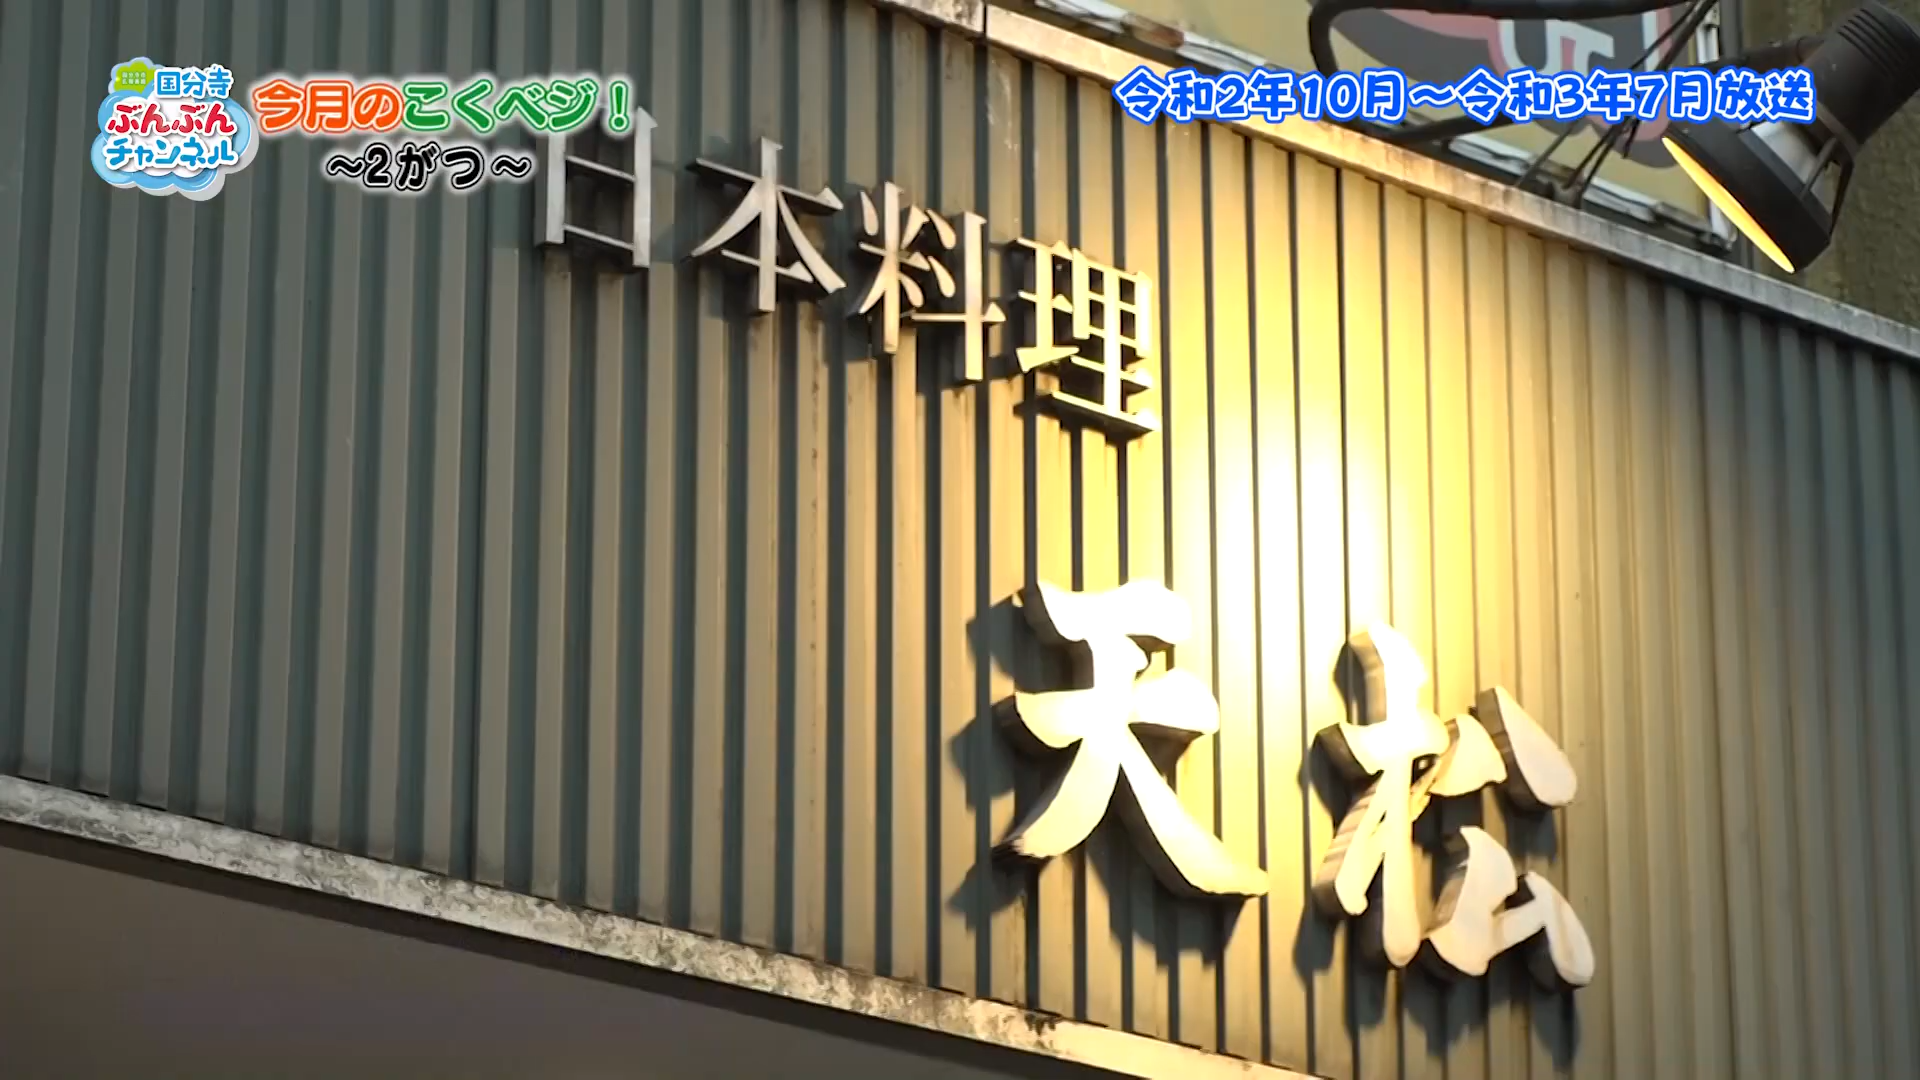 国分寺
ぶんぶん
チャンネル
今月のこくベジ！
～2がつ～
令和2年10月～令和3年7月放送
日本料理
天松